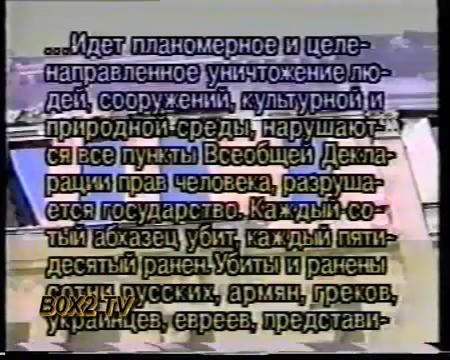 ...Идет планомерное и целе-
направленное уничтожение лю-
дей, сооружений, культурной и
природной среды, нарушают-
ся все пункты Всеобщей Декла-
рации прав человека, разруша-
ется государство. Каждый со-
тый абхазец убит, каждый пяти-
десятый ранен. Убиты и ранены
сотни русских, армян, греков,
украинцев, евреев, представи-
BOX2 TV